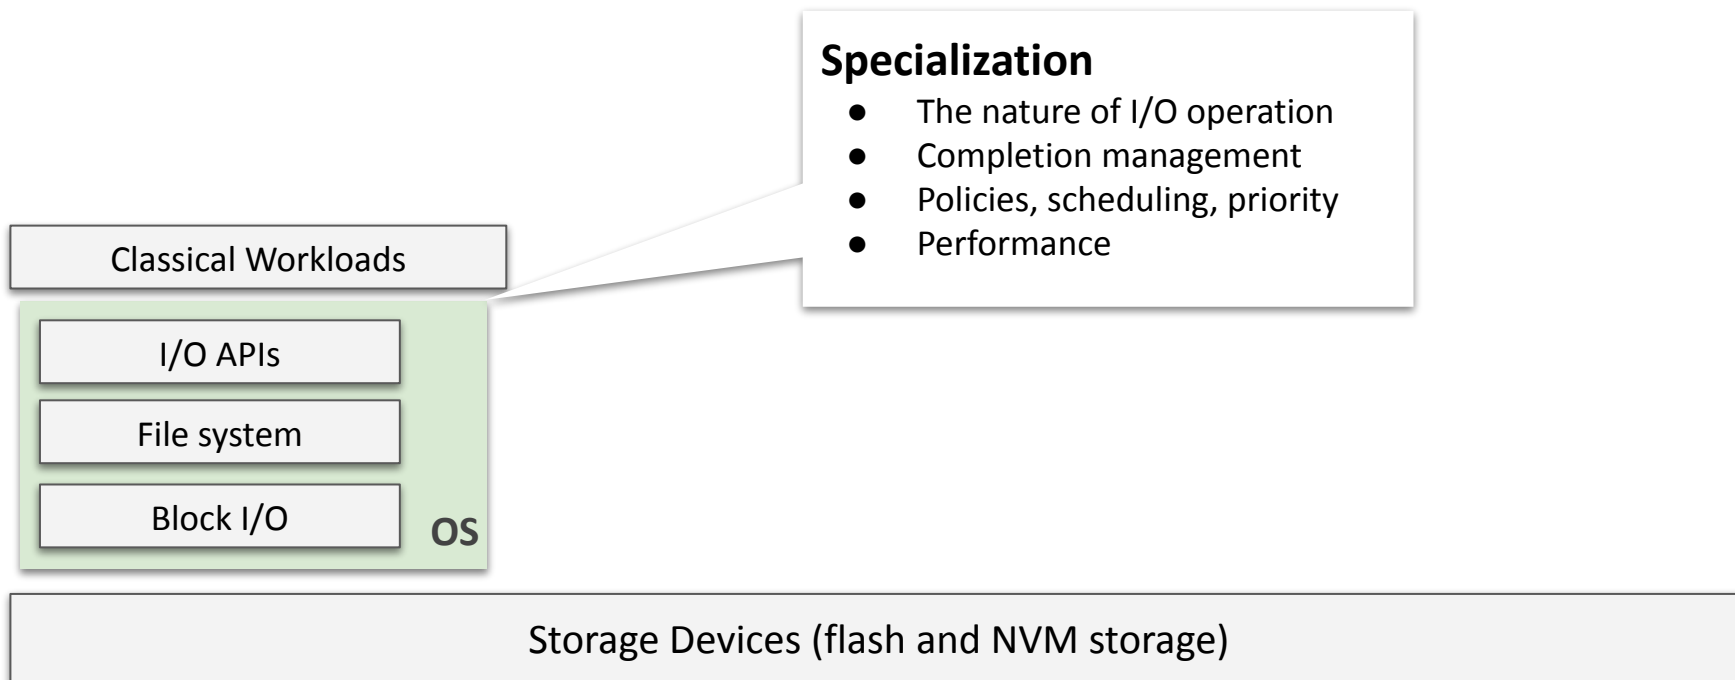 Specialization
● The nature of I/O operation
● Completion management
● Policies, scheduling, priority
● Performance
Classical Workloads
I/O APIs
File system
Block I/O
OS
Storage Devices (flash and NVM storage)